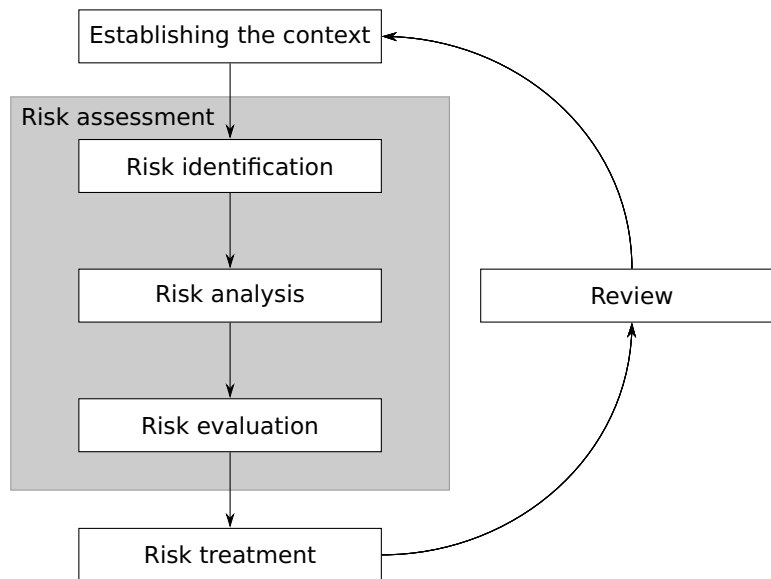 Establishing the context
Risk assessment
Risk identification
Risk analysis
Review
Risk evaluation
Risk treatment